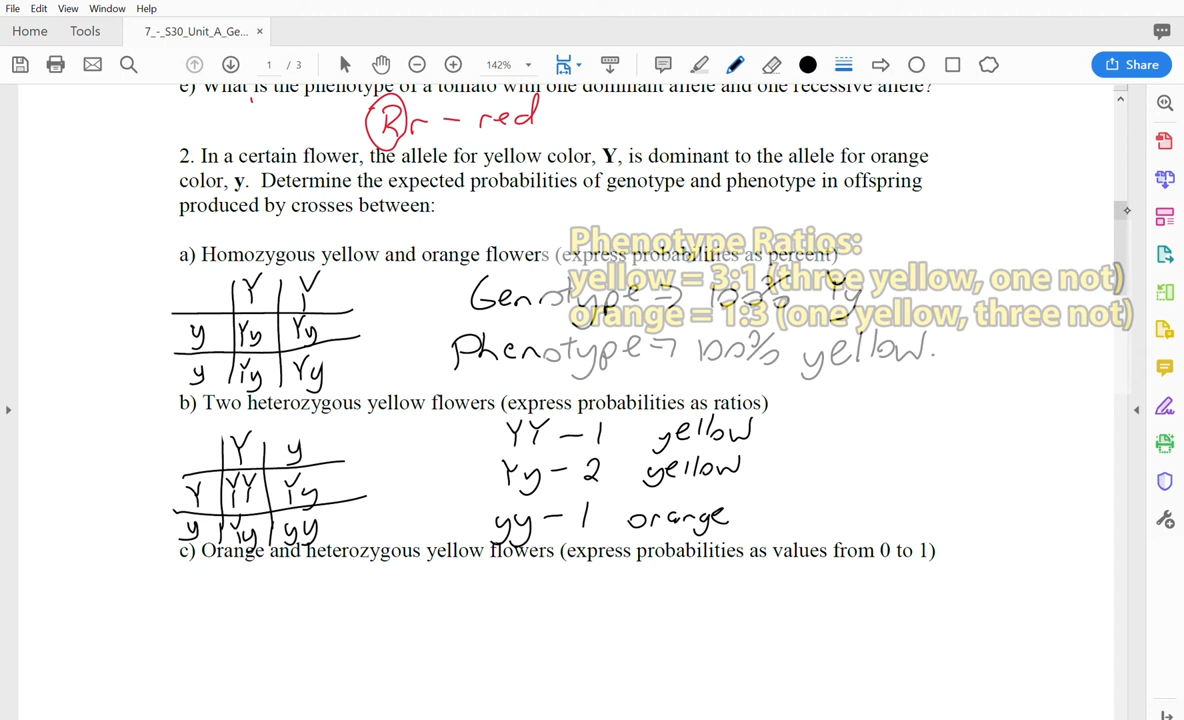 File Edit View Window Help
Home Tools 7_-_S30_Unit_A_Ge... ×
1 / 3 142% Share
e) What is the phenotype of a tomato with one dominant allele and one recessive allele?
Rr - red
2. In a certain flower, the allele for yellow color, Y, is dominant to the allele for orange
color, y. Determine the expected probabilities of genotype and phenotype in offspring
produced by crosses between:
a) Homozygous yellow and orange flowers (express probabilities as percent)
Phenotype Ratios:
yellow = 3:1 (three yellow, one not)
orange = 1:3 (one yellow, three not)
Y Y
y Yy Yy
y Yy Yy
Genotype → 100% Yy
Phenotype → 100% yellow.
b) Two heterozygous yellow flowers (express probabilities as ratios)
Y y
Y YY Yy
y Yy yy
YY - 1 yellow
Yy - 2 yellow
yy - 1 orange
c) Orange and heterozygous yellow flowers (express probabilities as values from 0 to 1)